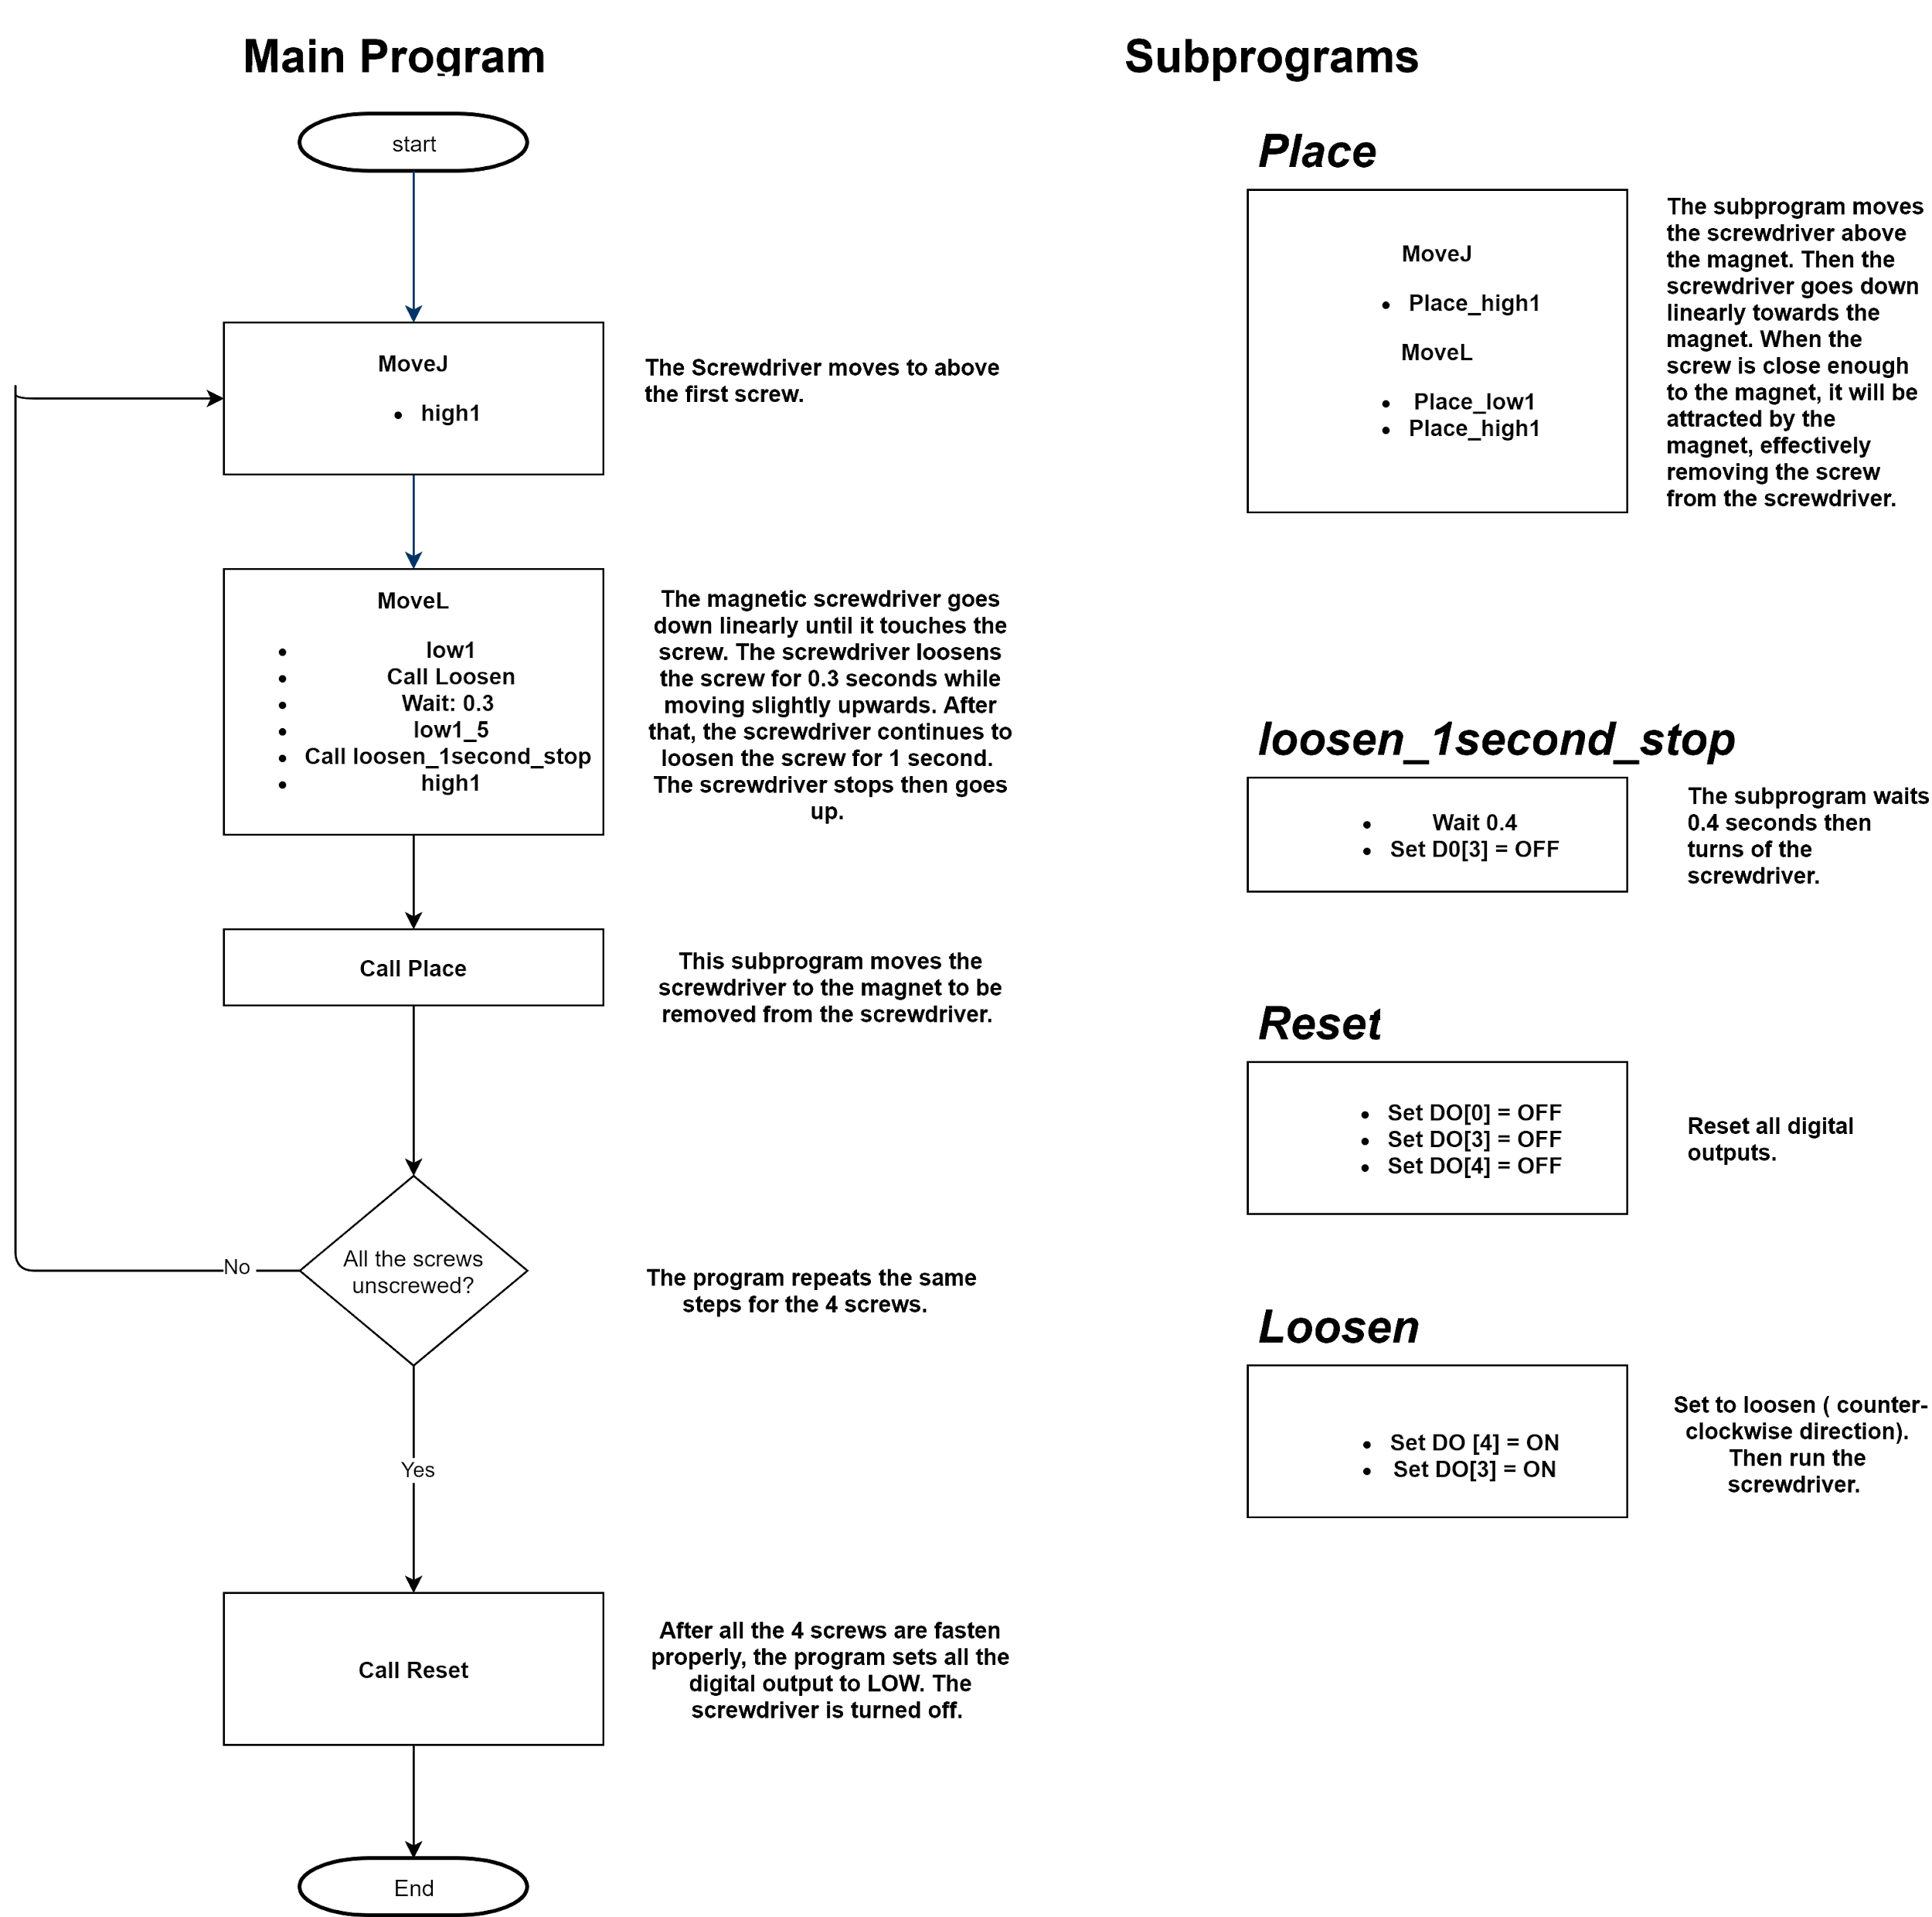 Main Program
start
MoveJ
• high1
The Screwdriver moves to above
the first screw.
MoveL
• low1
• Call Loosen
• Wait: 0.3
• low1_5
• Call loosen_1second_stop
• high1
The magnetic screwdriver goes
down linearly until it touches the
screw. The screwdriver loosens
the screw for 0.3 seconds while
moving slightly upwards. After
that, the screwdriver continues to
loosen the screw for 1 second.
The screwdriver stops then goes
up.
Call Place
This subprogram moves the
screwdriver to the magnet to be
removed from the screwdriver.
All the screws
unscrewed?
No
The program repeats the same
steps for the 4 screws.
Yes
Call Reset
After all the 4 screws are fasten
properly, the program sets all the
digital output to LOW. The
screwdriver is turned off.
End
Subprograms
Place
MoveJ
• Place_high1
MoveL
• Place_low1
• Place_high1
The subprogram moves
the screwdriver above
the magnet. Then the
screwdriver goes down
linearly towards the
magnet. When the
screw is close enough
to the magnet, it will be
attracted by the
magnet, effectively
removing the screw
from the screwdriver.
loosen_1second_stop
• Wait 0.4
• Set D0[3] = OFF
The subprogram waits
0.4 seconds then
turns of the
screwdriver.
Reset
• Set DO[0] = OFF
• Set DO[3] = OFF
• Set DO[4] = OFF
Reset all digital
outputs.
Loosen
• Set DO [4] = ON
• Set DO[3] = ON
Set to loosen ( counter-
clockwise direction).
Then run the
screwdriver.